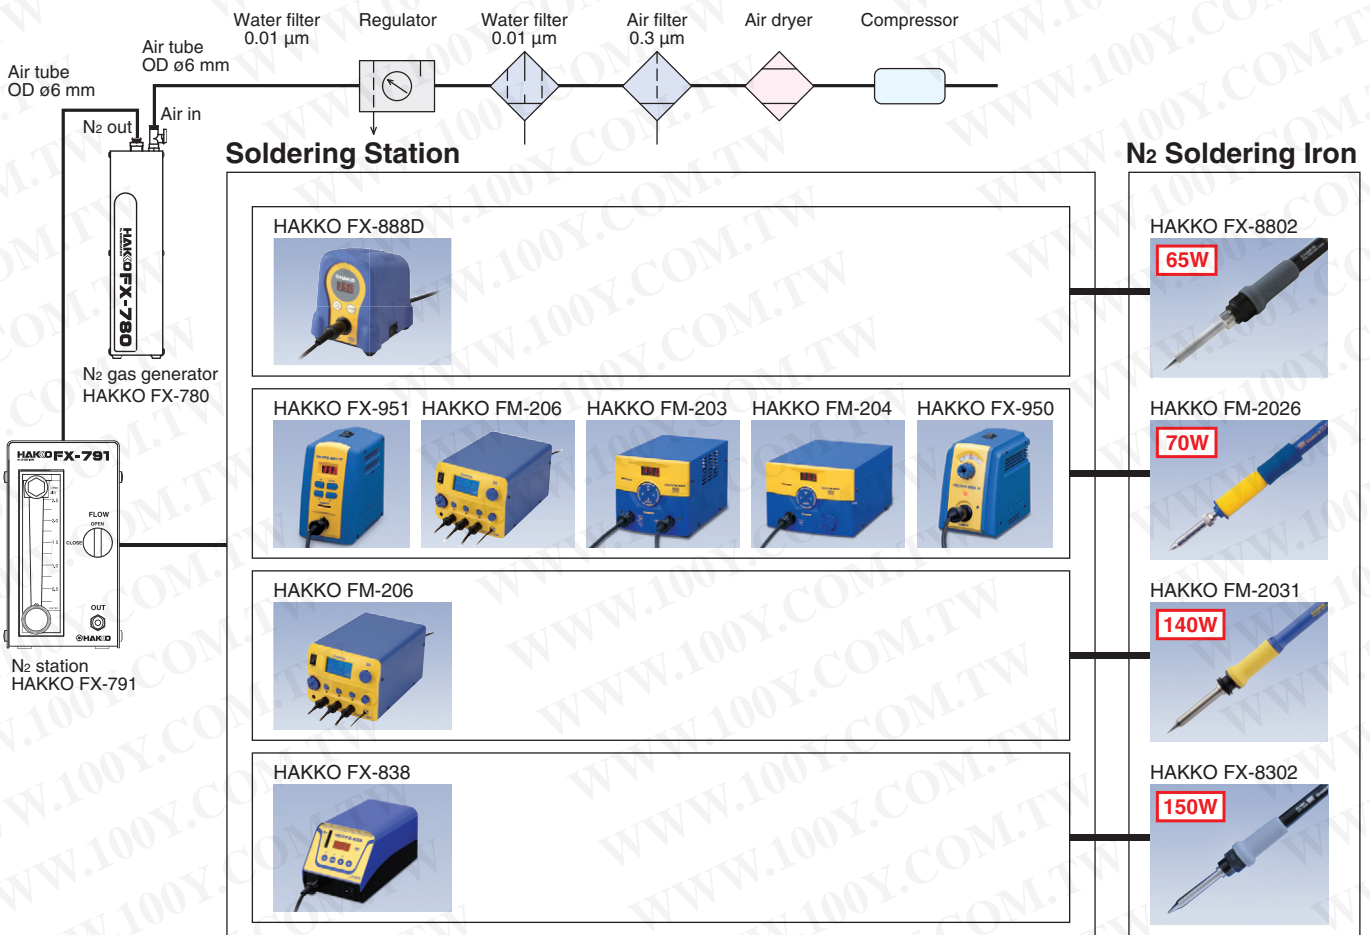 Water filter
0.01 µm
Regulator
Water filter
0.01 µm
Air filter
0.3 µm
Air dryer
Compressor
Air tube
OD ø6 mm
Air tube
OD ø6 mm
N2 out
Air in
HAKKO FX-780
N2 gas generator
HAKKO FX-780
HAKKO FX-791
FLOW
OPEN
CLOSE
OUT
HAKKO
N2 station
HAKKO FX-791
Soldering Station
HAKKO FX-888D
HAKKO FX-951
HAKKO FM-206
HAKKO FM-203
HAKKO FM-204
HAKKO FX-950
HAKKO FM-206
HAKKO FX-838
N2 Soldering Iron
HAKKO FX-8802
65W
HAKKO FM-2026
70W
HAKKO FM-2031
140W
HAKKO FX-8302
150W
WWW.100Y.COM.TW